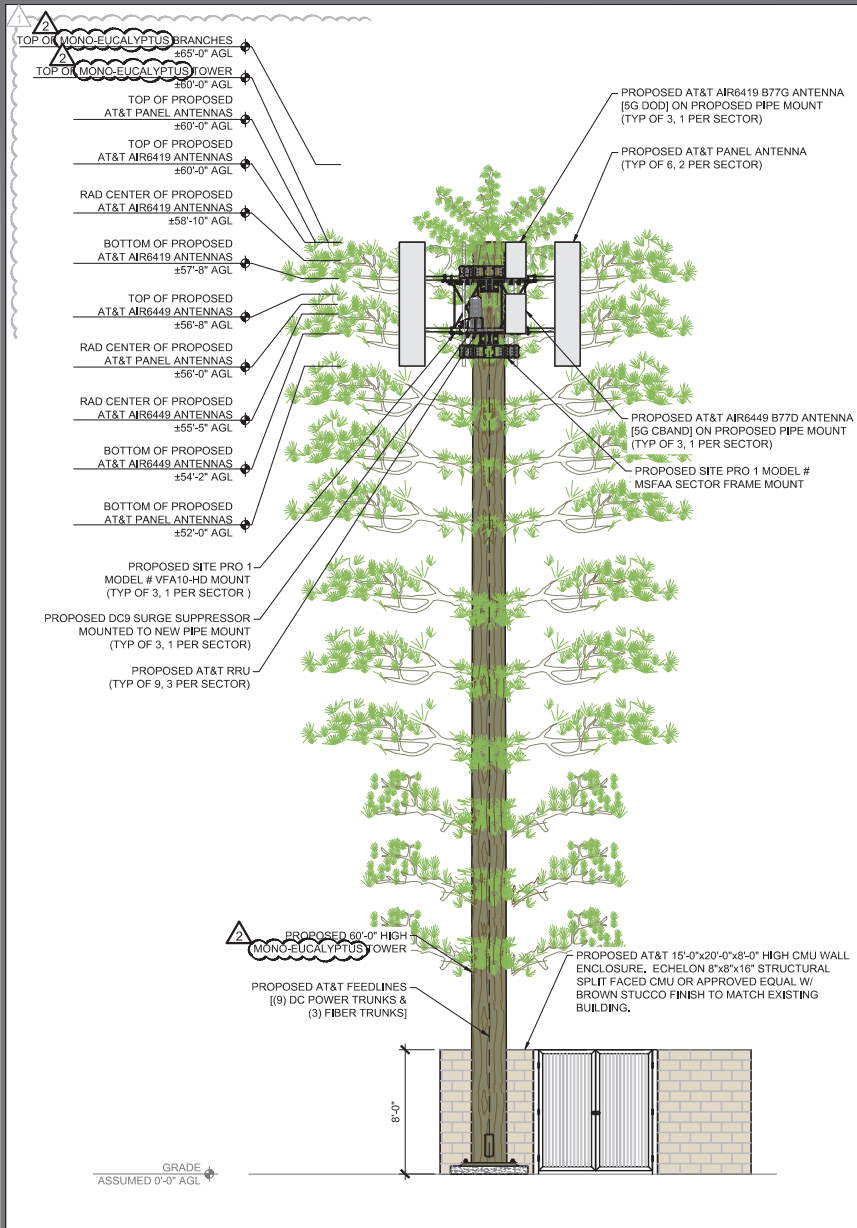 1
2
TOP OF MONO-EUCALYPTUS BRANCHES
±65'-0" AGL
2
TOP OF MONO-EUCALYPTUS TOWER
±60'-0" AGL
TOP OF PROPOSED
AT&T PANEL ANTENNAS
±60'-0" AGL
TOP OF PROPOSED
AT&T AIR6419 ANTENNAS
±60'-0" AGL
RAD CENTER OF PROPOSED
AT&T AIR6419 ANTENNAS
±58'-10" AGL
BOTTOM OF PROPOSED
AT&T AIR6419 ANTENNAS
±57'-8" AGL
TOP OF PROPOSED
AT&T AIR6449 ANTENNAS
±56'-8" AGL
RAD CENTER OF PROPOSED
AT&T PANEL ANTENNAS
±56'-0" AGL
RAD CENTER OF PROPOSED
AT&T AIR6449 ANTENNAS
±55'-5" AGL
BOTTOM OF PROPOSED
AT&T AIR6449 ANTENNAS
±54'-2" AGL
BOTTOM OF PROPOSED
AT&T PANEL ANTENNAS
±52'-0" AGL
PROPOSED SITE PRO 1
MODEL # VFA10-HD MOUNT
(TYP OF 3, 1 PER SECTOR )
PROPOSED DC9 SURGE SUPPRESSOR
MOUNTED TO NEW PIPE MOUNT
(TYP OF 3, 1 PER SECTOR)
PROPOSED AT&T RRU
(TYP OF 9, 3 PER SECTOR)
PROPOSED AT&T AIR6419 B77G ANTENNA
[5G DOD] ON PROPOSED PIPE MOUNT
(TYP OF 3, 1 PER SECTOR)
PROPOSED AT&T PANEL ANTENNA
(TYP OF 6, 2 PER SECTOR)
PROPOSED AT&T AIR6449 B77D ANTENNA
[5G CBAND] ON PROPOSED PIPE MOUNT
(TYP OF 3, 1 PER SECTOR)
PROPOSED SITE PRO 1 MODEL #
MSFAA SECTOR FRAME MOUNT
2
PROPOSED 60'-0" HIGH
MONO-EUCALYPTUS TOWER
PROPOSED AT&T FEEDLINES
[(9) DC POWER TRUNKS &
(3) FIBER TRUNKS]
PROPOSED AT&T 15'-0"x20'-0"x8'-0" HIGH CMU WALL
ENCLOSURE. ECHELON 8"x8"x16" STRUCTURAL
SPLIT FACED CMU OR APPROVED EQUAL W/
BROWN STUCCO FINISH TO MATCH EXISTING
BUILDING.
8'-0"
GRADE
ASSUMED 0'-0" AGL